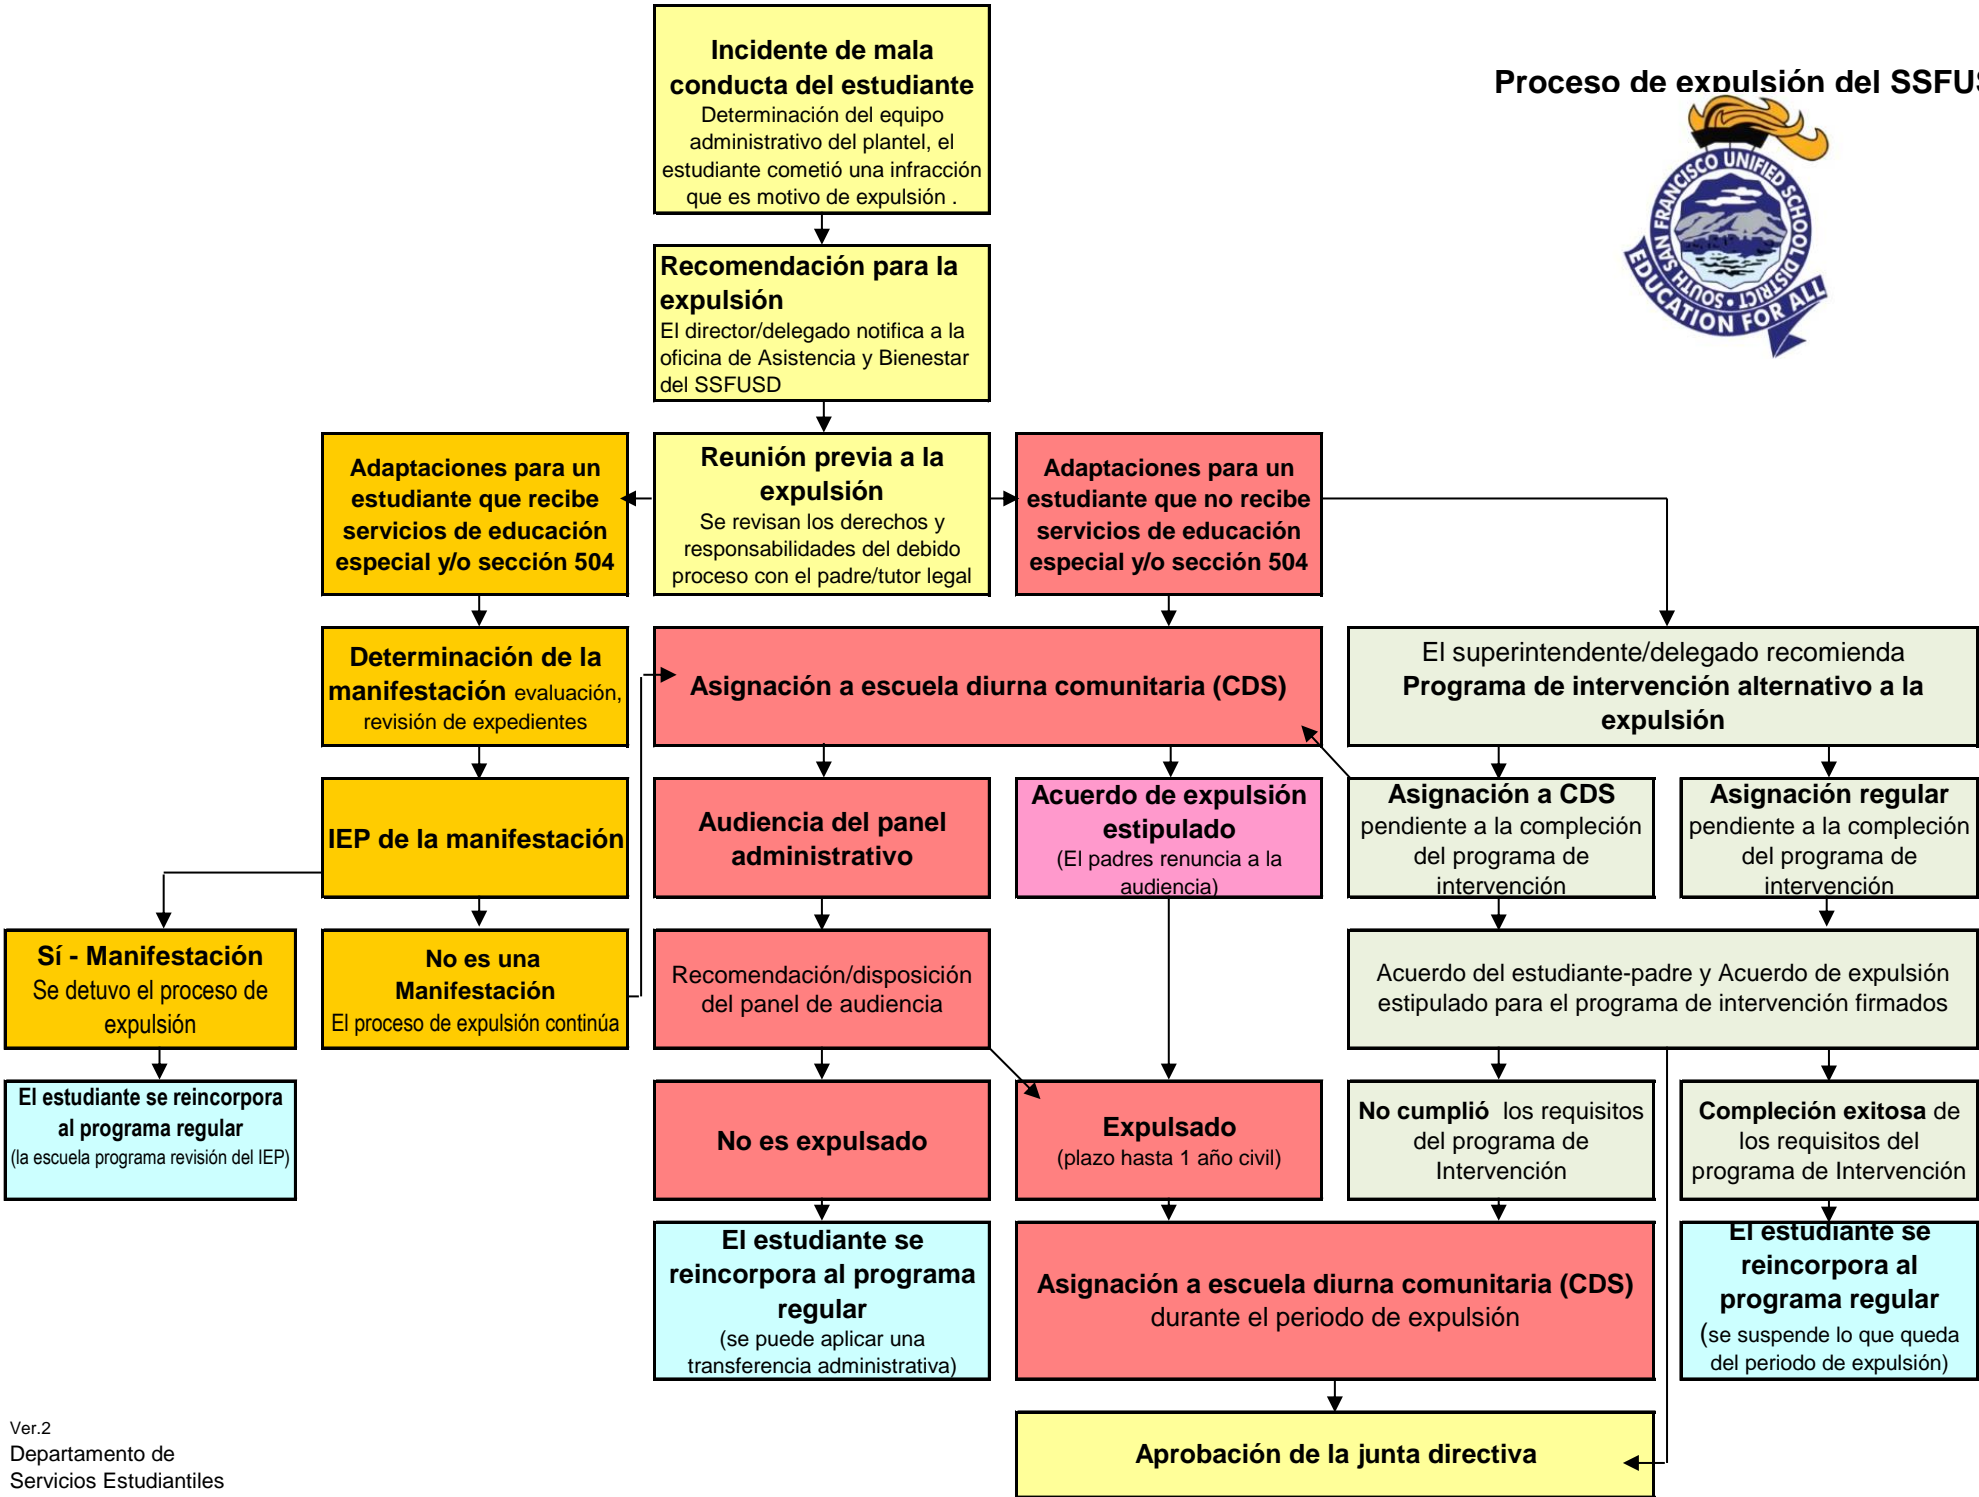 Incidente de mala
conducta del estudiante
Determinación del equipo
administrativo del plantel, el
estudiante cometió una infracción
que es motivo de expulsión .
Proceso de expulsión del SSFU
SOUTH SAN FRANCISCO UNIFIED SCHOOL DISTRICT •
EDUCATION FOR ALL
Recomendación para la
expulsión
El director/delegado notifica a la
oficina de Asistencia y Bienestar
del SSFUSD
Adaptaciones para un
estudiante que recibe
servicios de educación
especial y/o sección 504
Reunión previa a la
expulsión
Se revisan los derechos y
responsabilidades del debido
proceso con el padre/tutor legal
Adaptaciones para un
estudiante que no recibe
servicios de educación
especial y/o sección 504
Determinación de la
manifestación evaluación,
revisión de expedientes
Asignación a escuela diurna comunitaria (CDS)
El superintendente/delegado recomienda
Programa de intervención alternativo a la
expulsión
IEP de la manifestación
Audiencia del panel
administrativo
Acuerdo de expulsión
estipulado
(El padres renuncia a la
audiencia)
Asignación a CDS
pendiente a la compleción
del programa de
intervención
Asignación regular
pendiente a la compleción
del programa de
intervención
Sí - Manifestación
Se detuvo el proceso de
expulsión
No es una
Manifestación
El proceso de expulsión continúa
Recomendación/disposición
del panel de audiencia
Acuerdo del estudiante-padre y Acuerdo de expulsión
estipulado para el programa de intervención firmados
El estudiante se reincorpora
al programa regular
(la escuela programa revisión del IEP)
No es expulsado
Expulsado
(plazo hasta 1 año civil)
No cumplió los requisitos
del programa de
Intervención
Compleción exitosa de
los requisitos del
programa de Intervención
El estudiante se
reincorpora al programa
regular
(se puede aplicar una
transferencia administrativa)
Asignación a escuela diurna comunitaria (CDS)
durante el periodo de expulsión
El estudiante se
reincorpora al
programa regular
(se suspende lo que queda
del periodo de expulsión)
Aprobación de la junta directiva
Ver.2
Departamento de
Servicios Estudiantiles